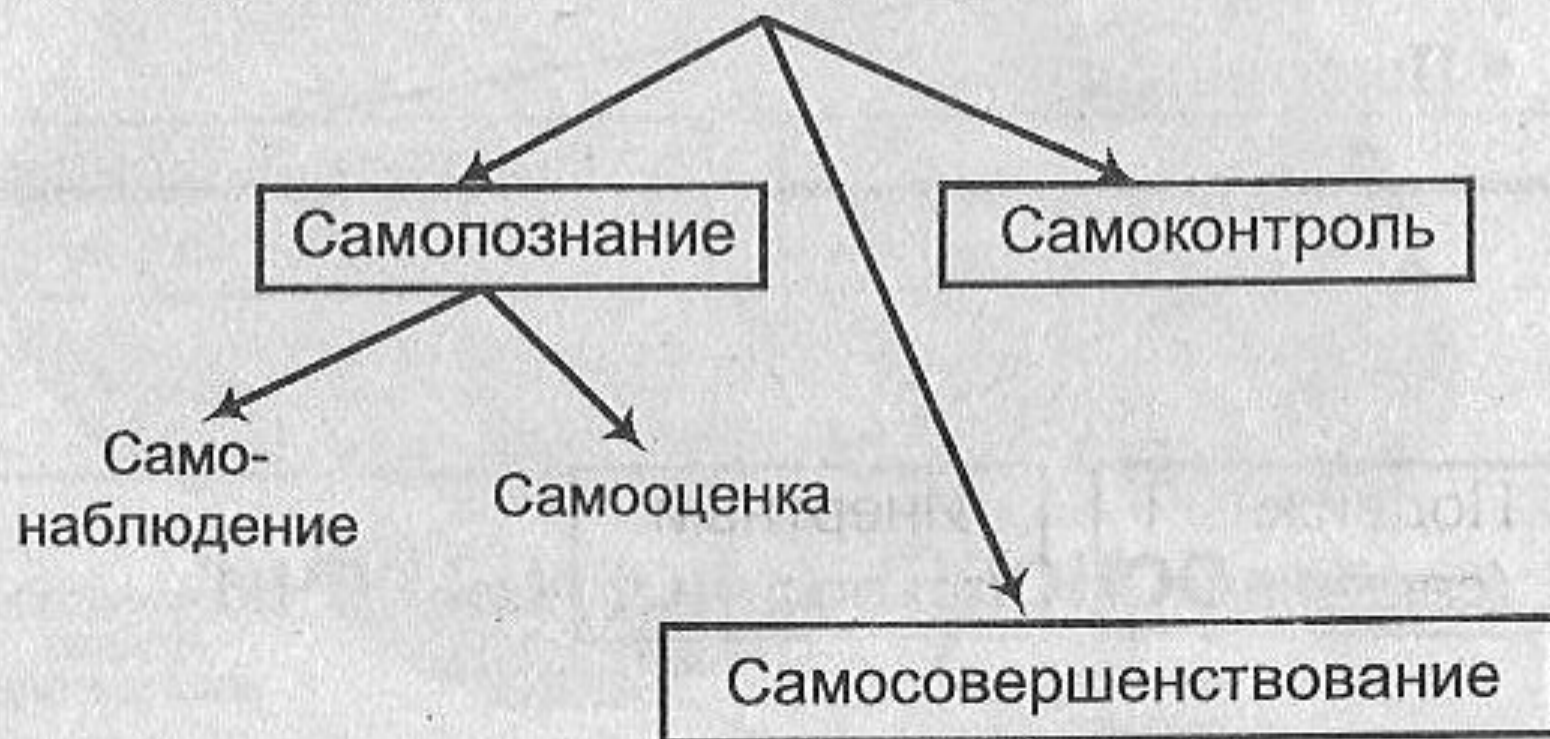 Самопознание
Самоконтроль
Само-
наблюдение
Самооценка
Самосовершенствование